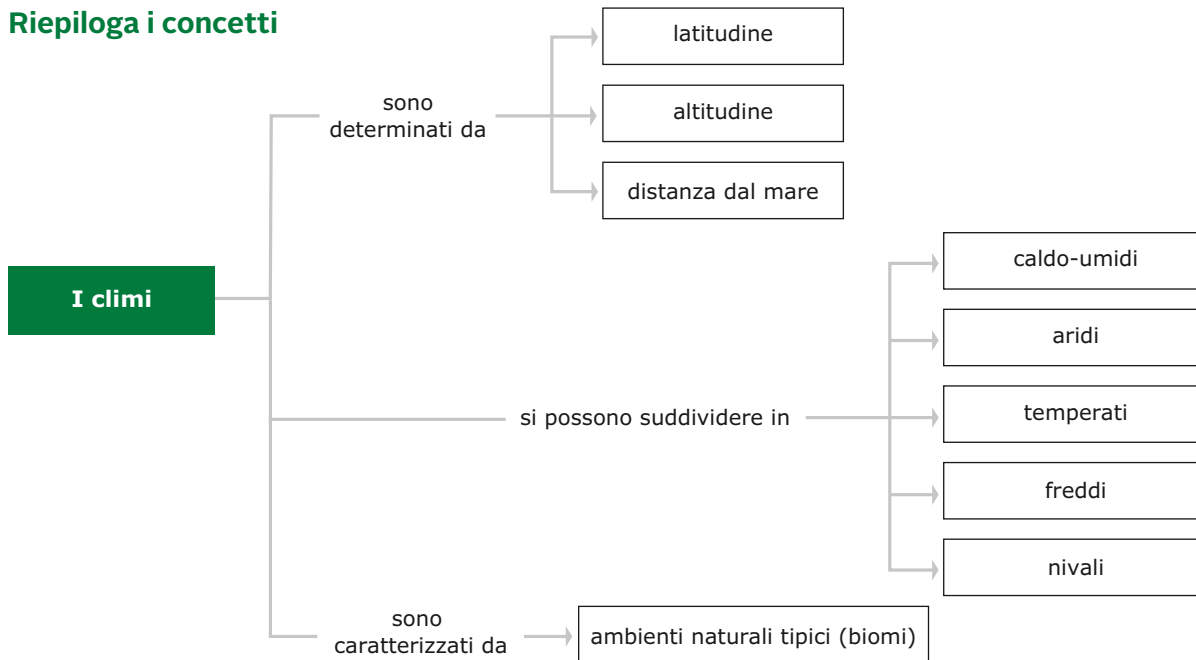 Riepiloga i concetti
latitudine
sono
determinati da
altitudine
distanza dal mare
I climi
caldo-umidi
aridi
si possono suddividere in
temperati
freddi
nivali
sono
caratterizzati da
ambienti naturali tipici (biomi)